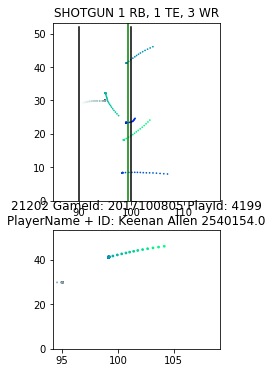 SHOTGUN 1 RB, 1 TE, 3 WR
50
40
30
20
10
0
90 100 110
21202 GameId: 2017100805 PlayId: 4199
PlayerName + ID: Keenan Allen 2540154.0
40
20
0
95 100 105